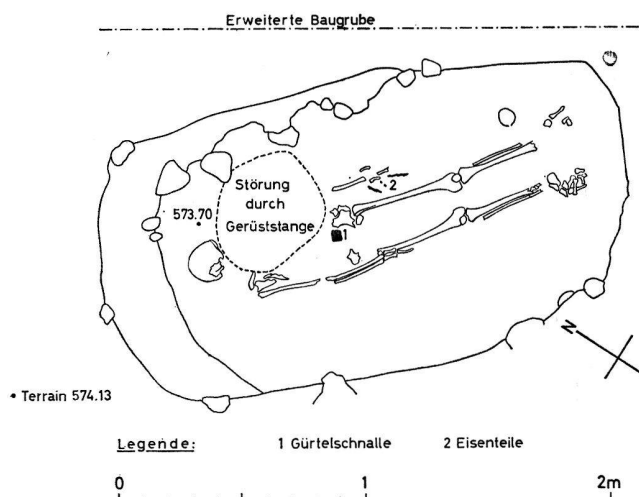 Erweiterte Baugrube
Störung
durch
Gerüststange
573.70
2
1
N
• Terrain 574.13
Legende: 1 Gürtelschnalle 2 Eisenteile
0 1 2m